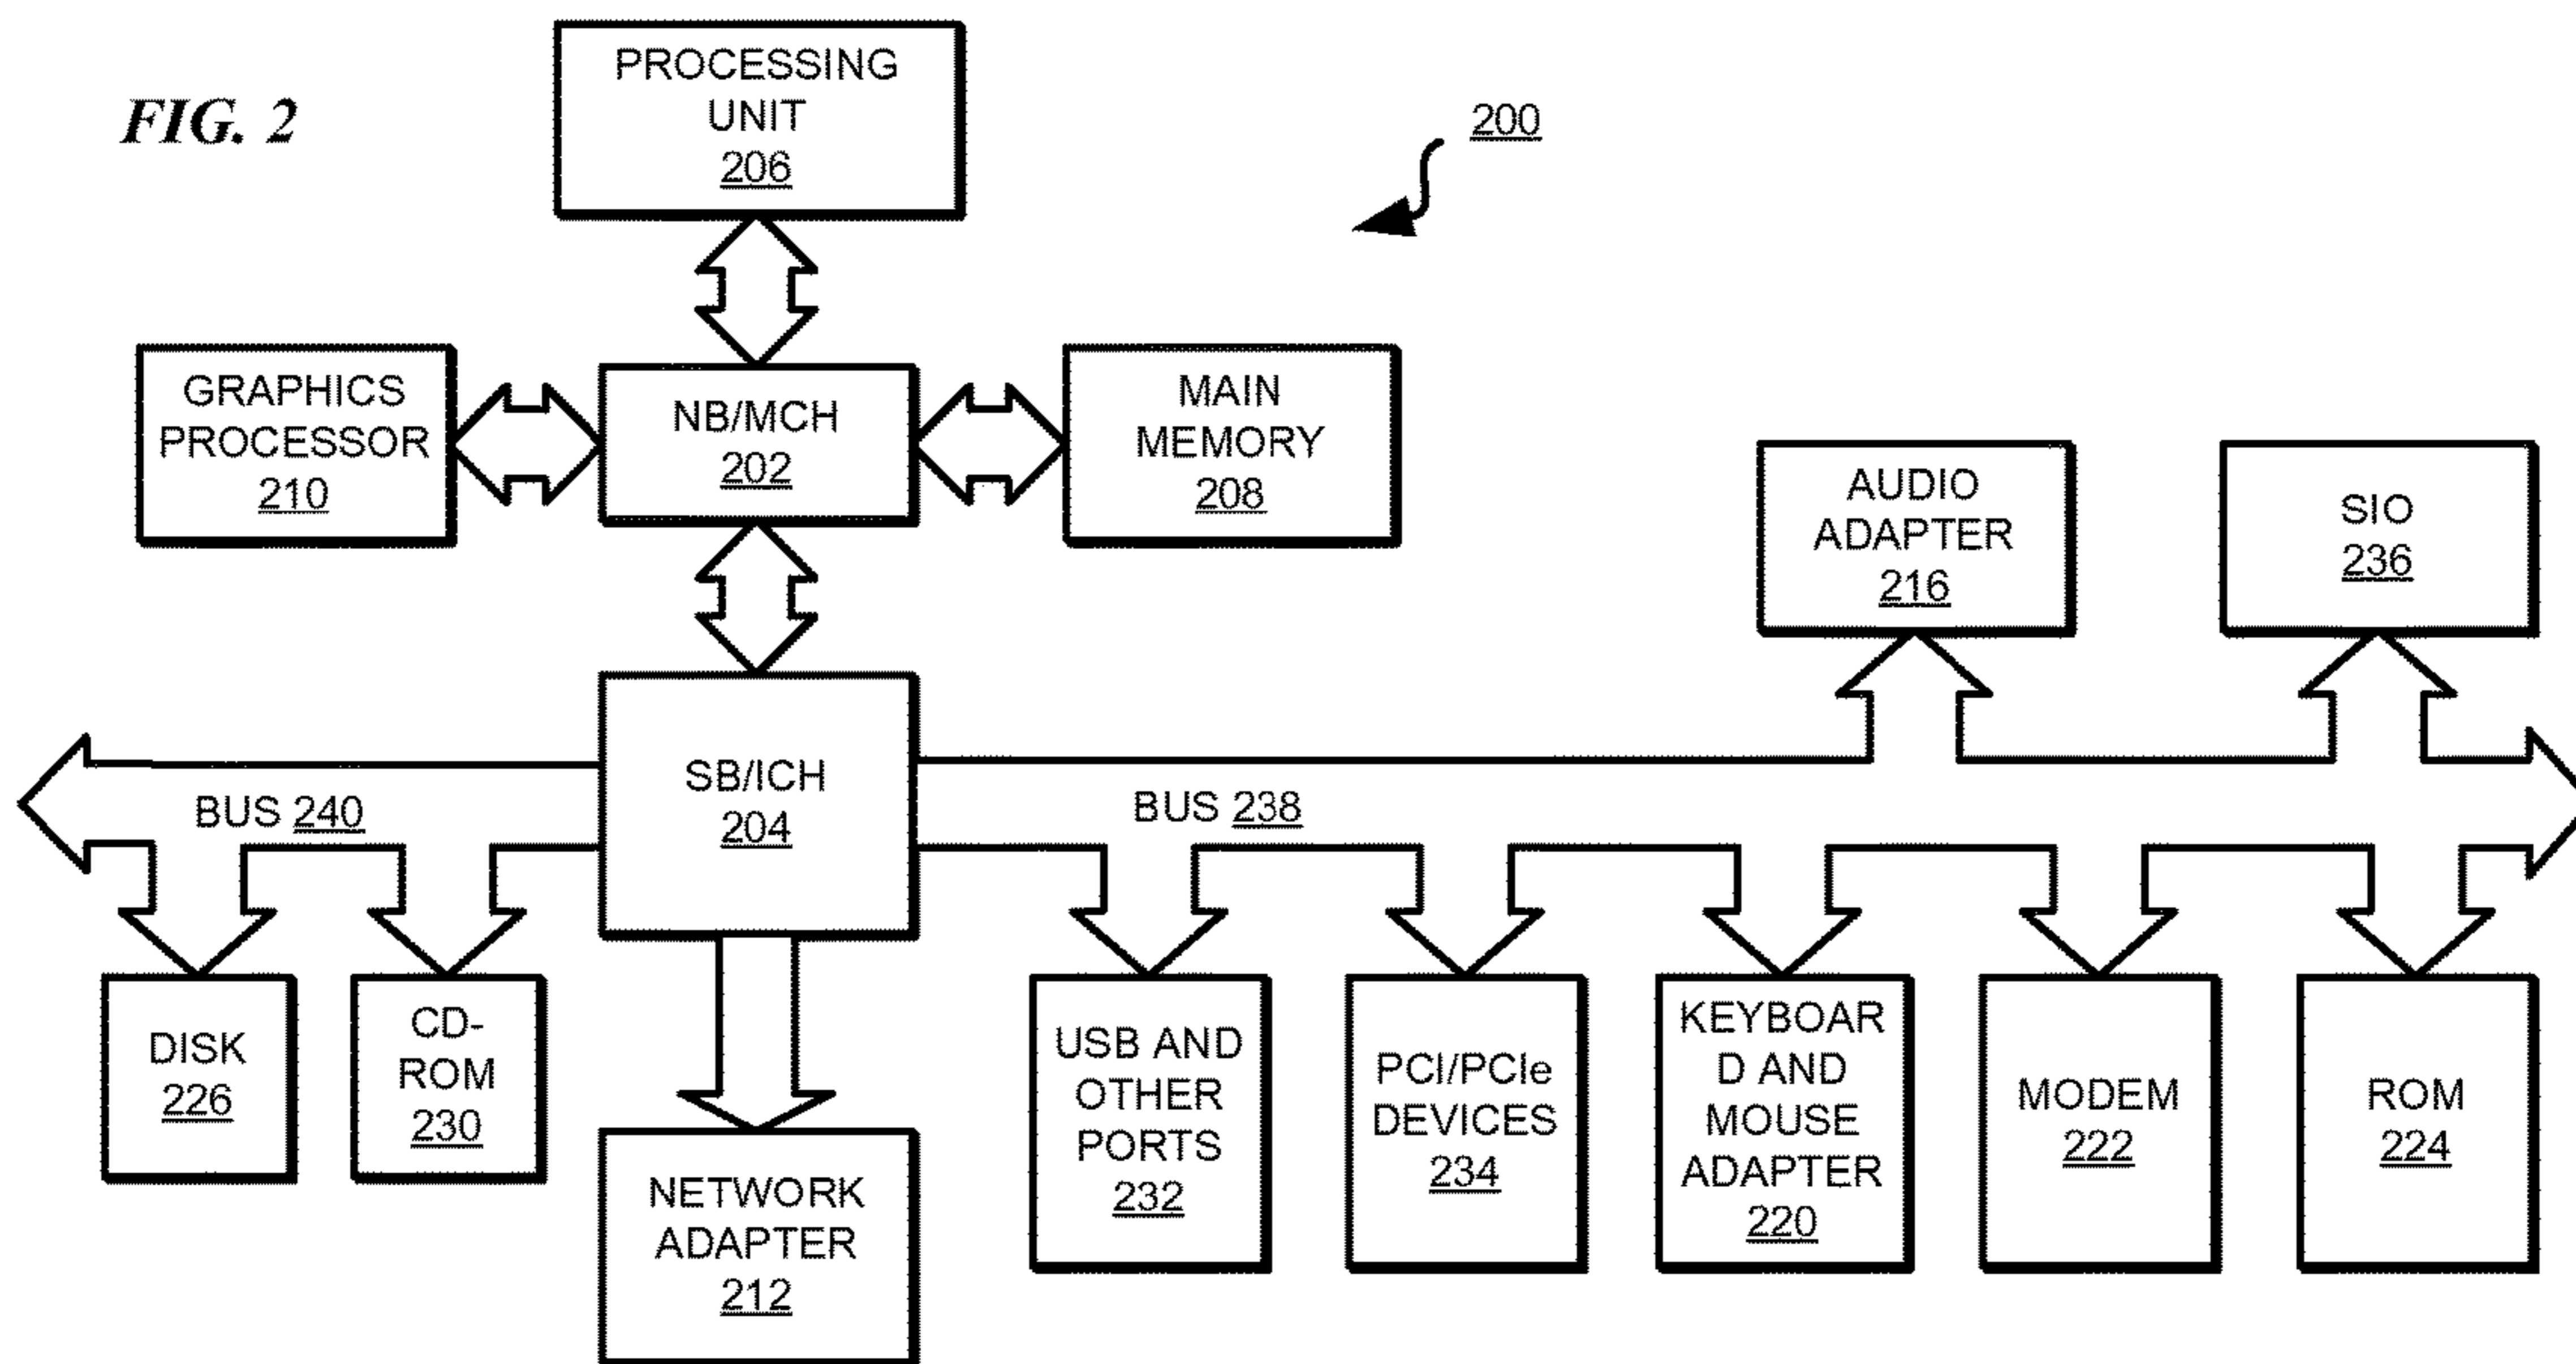 FIG. 2
PROCESSING
UNIT
206
200
GRAPHICS
PROCESSOR
210
NB/MCH
202
MAIN
MEMORY
208
AUDIO
ADAPTER
216
SIO
236
SB/ICH
204
BUS 240
BUS 238
DISK
226
CD-
ROM
230
NETWORK
ADAPTER
212
USB AND
OTHER
PORTS
232
PCI/PCIe
DEVICES
234
KEYBOAR
D AND
MOUSE
ADAPTER
220
MODEM
222
ROM
224